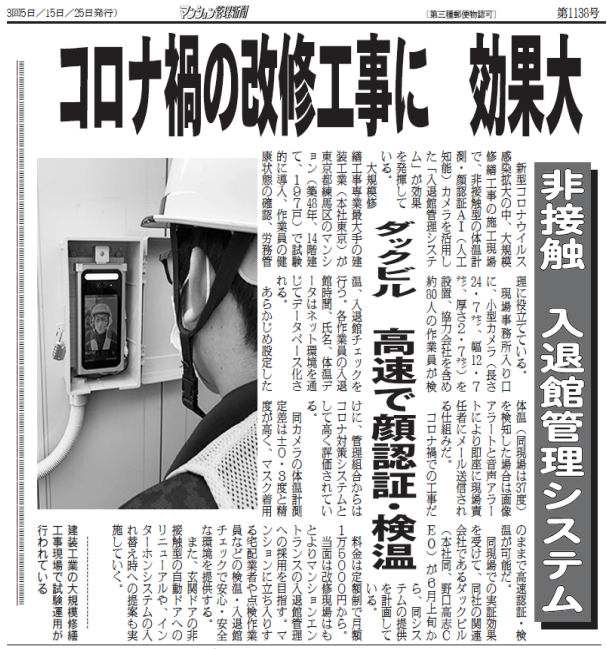 3回5日／15日／25日発行）
マンション管理新聞
〔第三種郵便物認可〕
第1138号
コロナ禍の改修工事に　効果大
非接触　入退館管理システム
ダックビル　高速で顔認証・検温
　新型コロナウイルス
感染拡大の中、大規模
修繕工事の施工現場
で、非接触型の体温計
測・顔認証ＡＩ（人工
知能）カメラを活用し
た「入退館管理システ
ム」が効果
を発揮して
いる。
　大規模修
繕工事専業最大手の建
装工業（本社東京）が
東京都練馬区のマンシ
ョン（築48年、14階建
て、１９７戸）で試験
的に導入、作業員の健
康状態の確認、労務管
理に役立てている。
　現場事務所入り口
に、小型カメラ（長さ
24・7㌢、幅12・7
㌢、厚さ2・7㌢）を
設置、協力会社を含め
約80人の作業員が検
温、入退館チェックを
行う。各作業員の入退
館時間、氏名、体温デ
ータはネット環境を通
じてデータベース化さ
れる。
　あらかじめ設定した
体温（同現場は37度）
を検知した場合は画像
アラートと音声アラー
トにより即座に現場責
任者にメール送信され
る仕組みだ。
　コロナ禍での工事だ
けに、管理組合からは
コロナ対策システムと
して高く評価されてい
る。
　同カメラの体温計測
定差は±0・3度と精
度が高く、マスク着用
のままで高速認証・検
温が可能だ。
　同現場での実証効果
を受けて、同社の関連
会社であるダックビル
（本社同、野口高志Ｃ
ＥＯ）が6月上旬か
ら、同シス
テムの提供
を計画して
いる。
　料金は定額制で月額
1万5000円から。
　当面は改修現場はも
とよりマンションエン
トランスの入退館管理
への採用を目指す。マ
ンションに立ち入りす
る宅配業者や点検作業
員などの検温・入退館
チェックで安心・安全
な環境を提供する。
　また、玄関ドアの非
接触型の自動ドアへの
リニューアルや、イン
ターホンシステムの入
れ替え時への提案も実
施していく。
建装工業の大規模修繕
工事現場で試験運用が
行われている